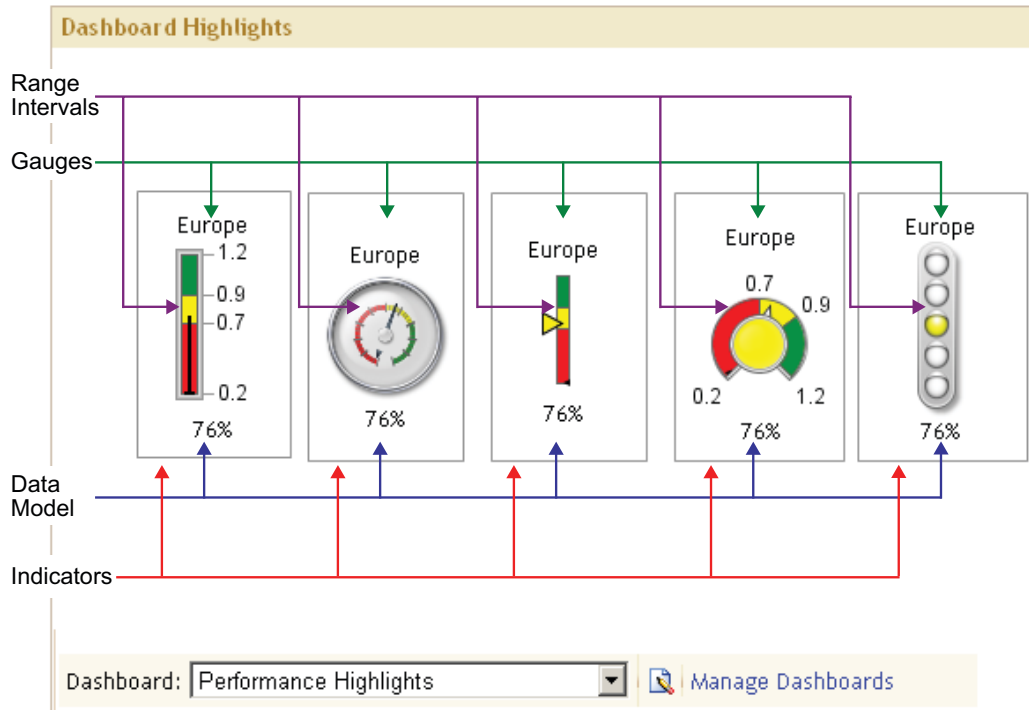 Dashboard Highlights
Range
Intervals
Gauges
Europe
1.2
0.9
0.7
0.2
76%
Europe
76%
Europe
76%
Europe
0.7
0.9
0.2
1.2
76%
Europe
76%
Data
Model
Indicators
Dashboard: Performance Highlights Manage Dashboards